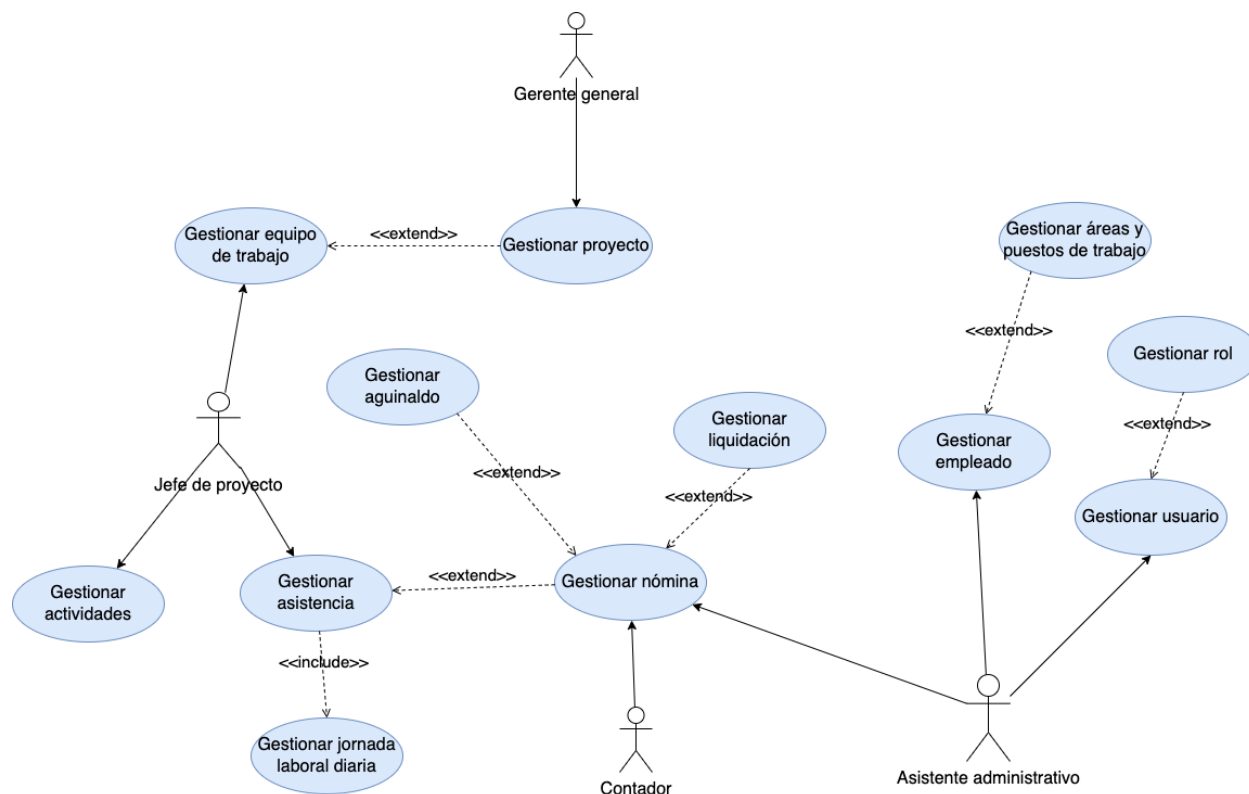 Gerente general
Gestionar equipo
de trabajo
<<extend>>
Gestionar proyecto
Gestionar áreas y
puestos de trabajo
<<extend>>
Gestionar rol
Gestionar
aguinaldo
Gestionar
liquidación
<<extend>>
Gestionar
empleado
<<extend>>
<<extend>>
Jefe de proyecto
Gestionar usuario
Gestionar
actividades
Gestionar
asistencia
<<extend>>
Gestionar nómina
<<include>>
Gestionar jornada
laboral diaria
Contador
Asistente administrativo